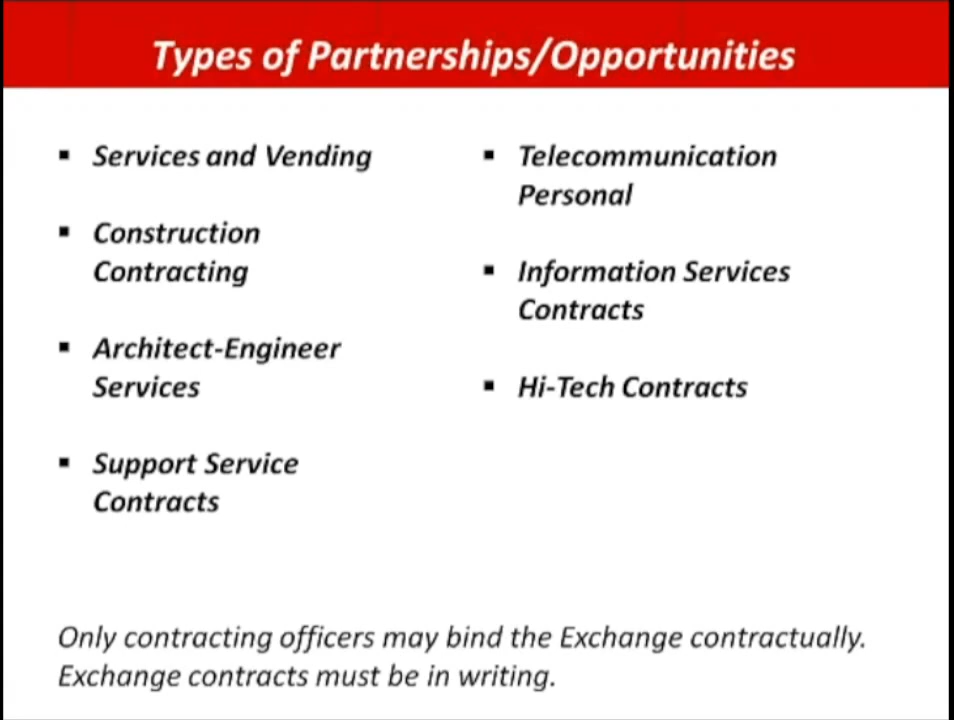 Types of Partnerships/Opportunities
▪ Services and Vending
▪ Construction
Contracting
▪ Architect-Engineer
Services
▪ Support Service
Contracts
▪ Telecommunication
Personal
▪ Information Services
Contracts
▪ Hi-Tech Contracts
Only contracting officers may bind the Exchange contractually.
Exchange contracts must be in writing.